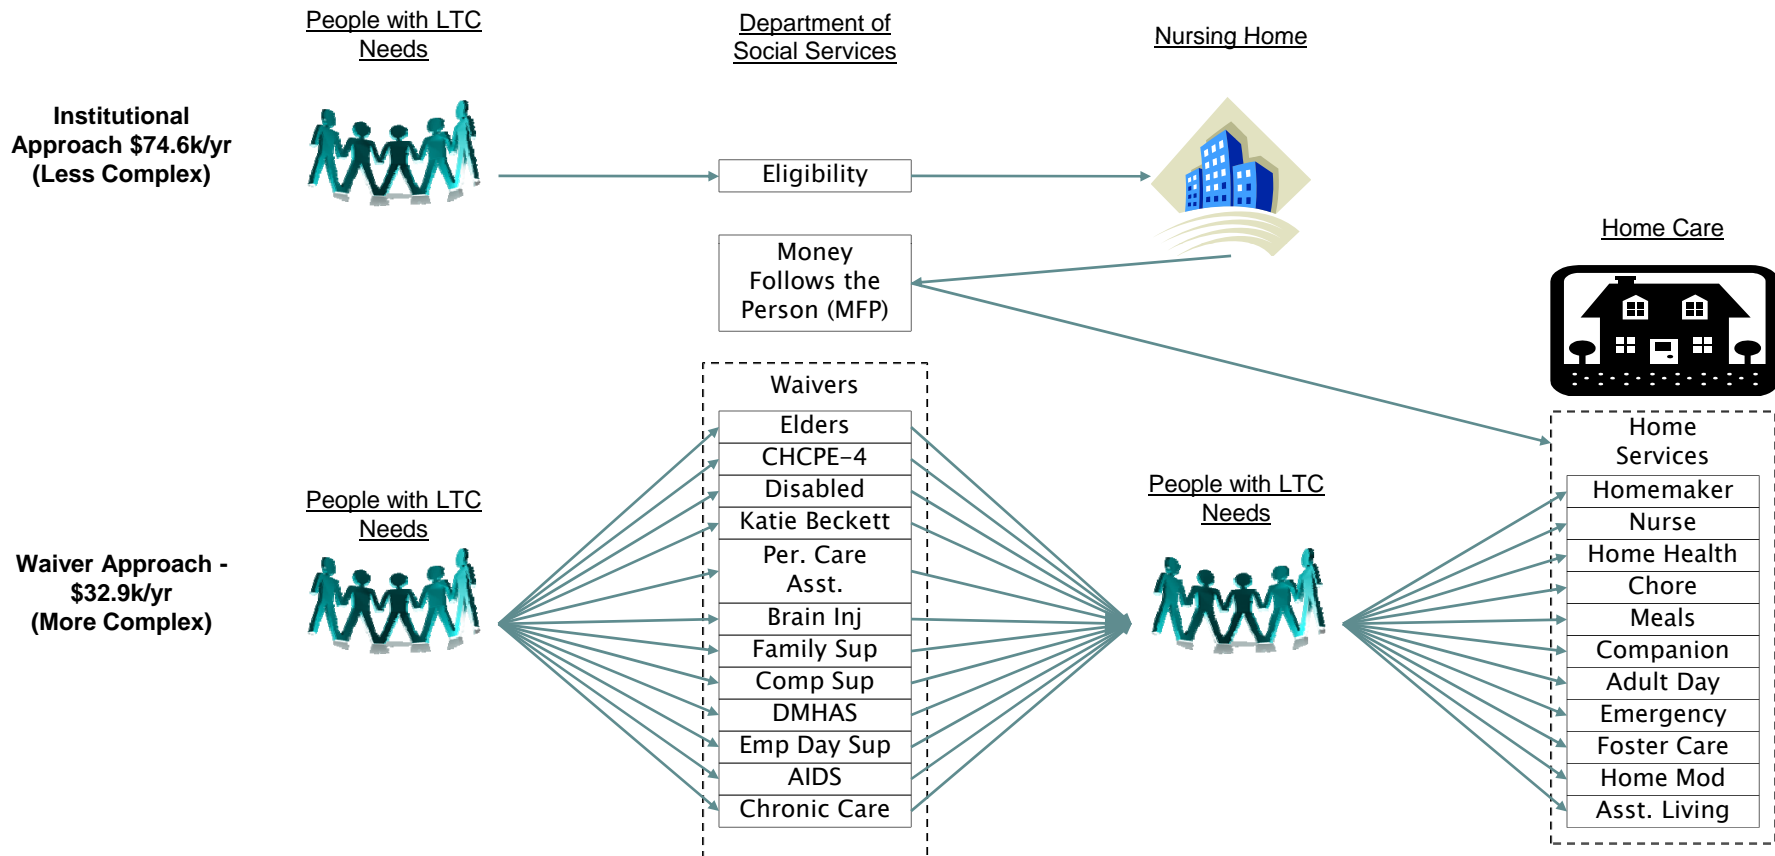 People with LTC
Needs
Department of
Social Services
Nursing Home
Institutional
Approach $74.6k/yr
(Less Complex)
Eligibility
Money
Follows the
Person (MFP)
Home Care
Waivers
Elders
CHCPE-4
Disabled
Katie Beckett
Per. Care
Asst.
Brain Inj
Family Sup
Comp Sup
DMHAS
Emp Day Sup
AIDS
Chronic Care
People with LTC
Needs
Waiver Approach -
$32.9k/yr
(More Complex)
People with LTC
Needs
Home
Services
Homemaker
Nurse
Home Health
Chore
Meals
Companion
Adult Day
Emergency
Foster Care
Home Mod
Asst. Living